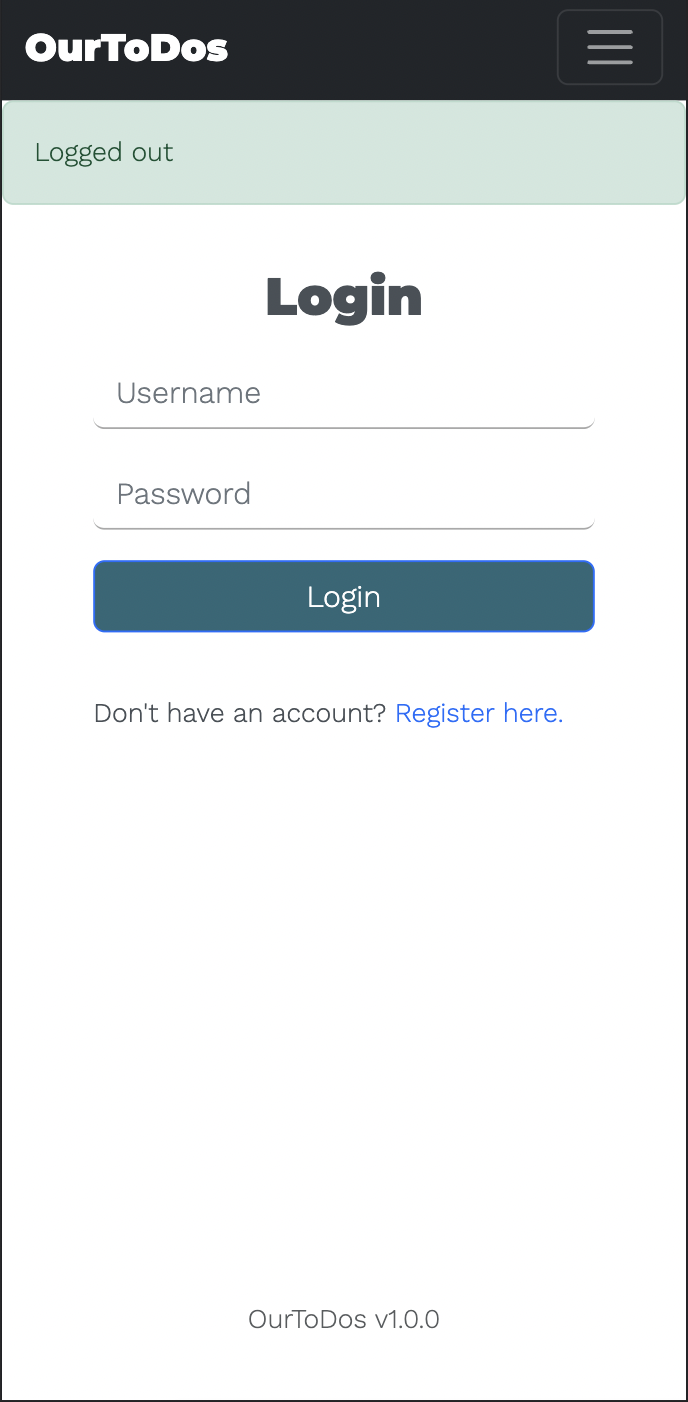 OurToDos
Logged out
Login
Username
Password
Login
Don't have an account? Register here.
OurToDos v1.0.0